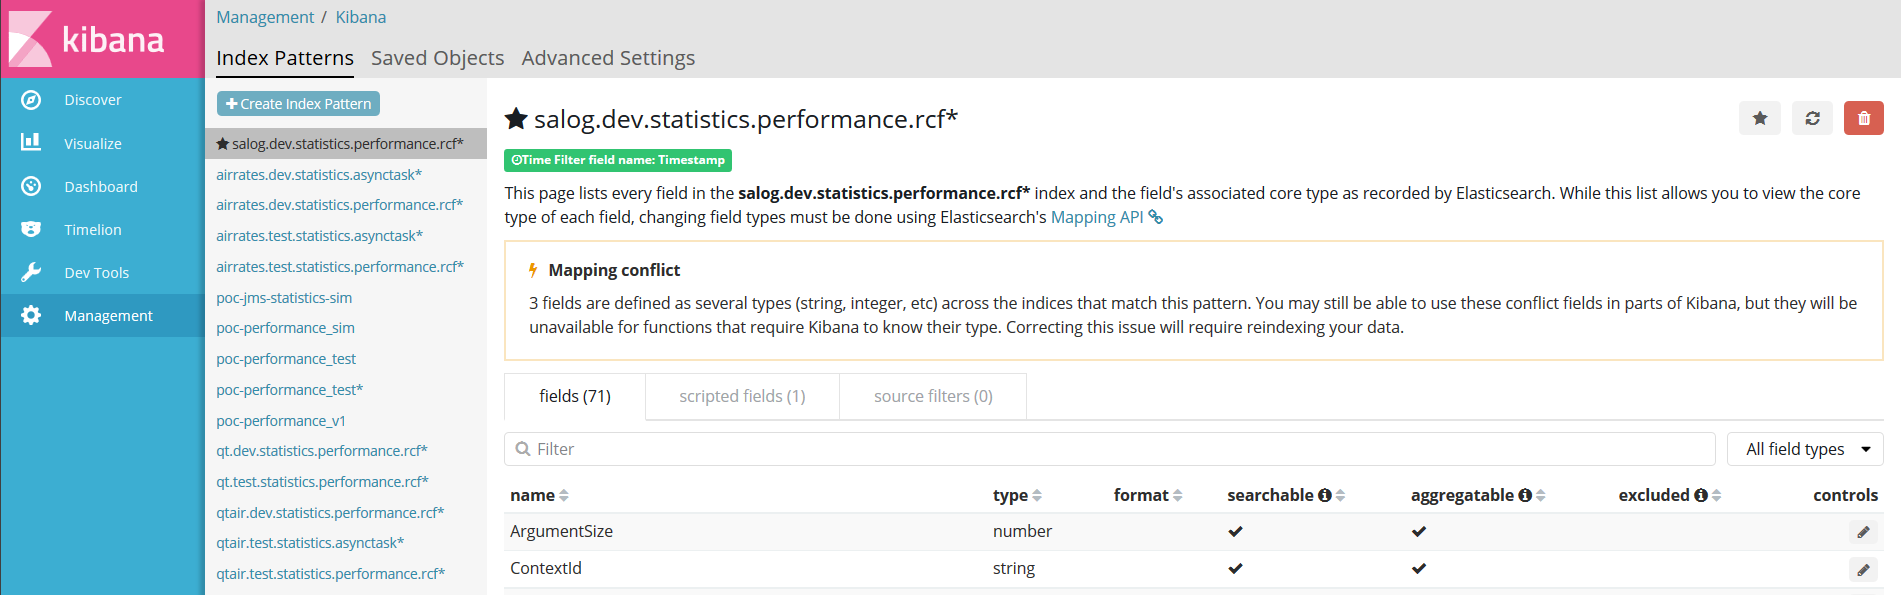 kibana
Discover
Visualize
Dashboard
Timelion
Dev Tools
Management
Management / Kibana
Index Patterns Saved Objects Advanced Settings
Create Index Pattern
salog.dev.statistics.performance.rcf*
airrates.dev.statistics.asynctask*
airrates.dev.statistics.performance.rcf*
airrates.test.statistics.asynctask*
airrates.test.statistics.performance.rcf*
poc-jms-statistics-sim
poc-performance_sim
poc-performance_test
poc-performance_test*
poc-performance_v1
qt.dev.statistics.performance.rcf*
qt.test.statistics.performance.rcf*
qtair.dev.statistics.performance.rcf*
qtair.test.statistics.asynctask*
qtair.test.statistics.performance.rcf*
salog.dev.statistics.performance.rcf*
Time Filter field name: Timestamp
This page lists every field in the salog.dev.statistics.performance.rcf* index and the field's associated core type as recorded by Elasticsearch. While this list allows you to view the core
type of each field, changing field types must be done using Elasticsearch's Mapping API
Mapping conflict
3 fields are defined as several types (string, integer, etc) across the indices that match this pattern. You may still be able to use these conflict fields in parts of Kibana, but they will be
unavailable for functions that require Kibana to know their type. Correcting this issue will require reindexing your data.
fields (71) scripted fields (1) source filters (0)
Filter All field types
name type format searchable aggregatable excluded controls
ArgumentSize number
ContextId string